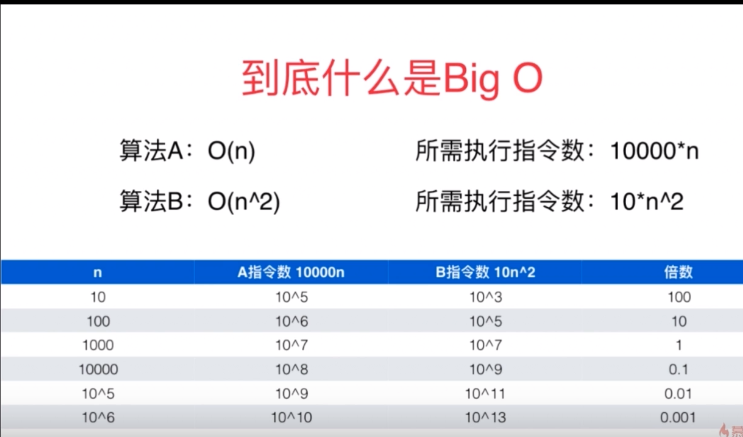 到底什么是Big O
算法A：O(n) 所需执行指令数：10000*n
算法B：O(n^2) 所需执行指令数：10*n^2
n A指令数 10000n B指令数 10n^2 倍数
10 10^5 10^3 100
100 10^6 10^5 10
1000 10^7 10^7 1
10000 10^8 10^9 0.1
10^5 10^9 10^11 0.01
10^6 10^10 10^13 0.001